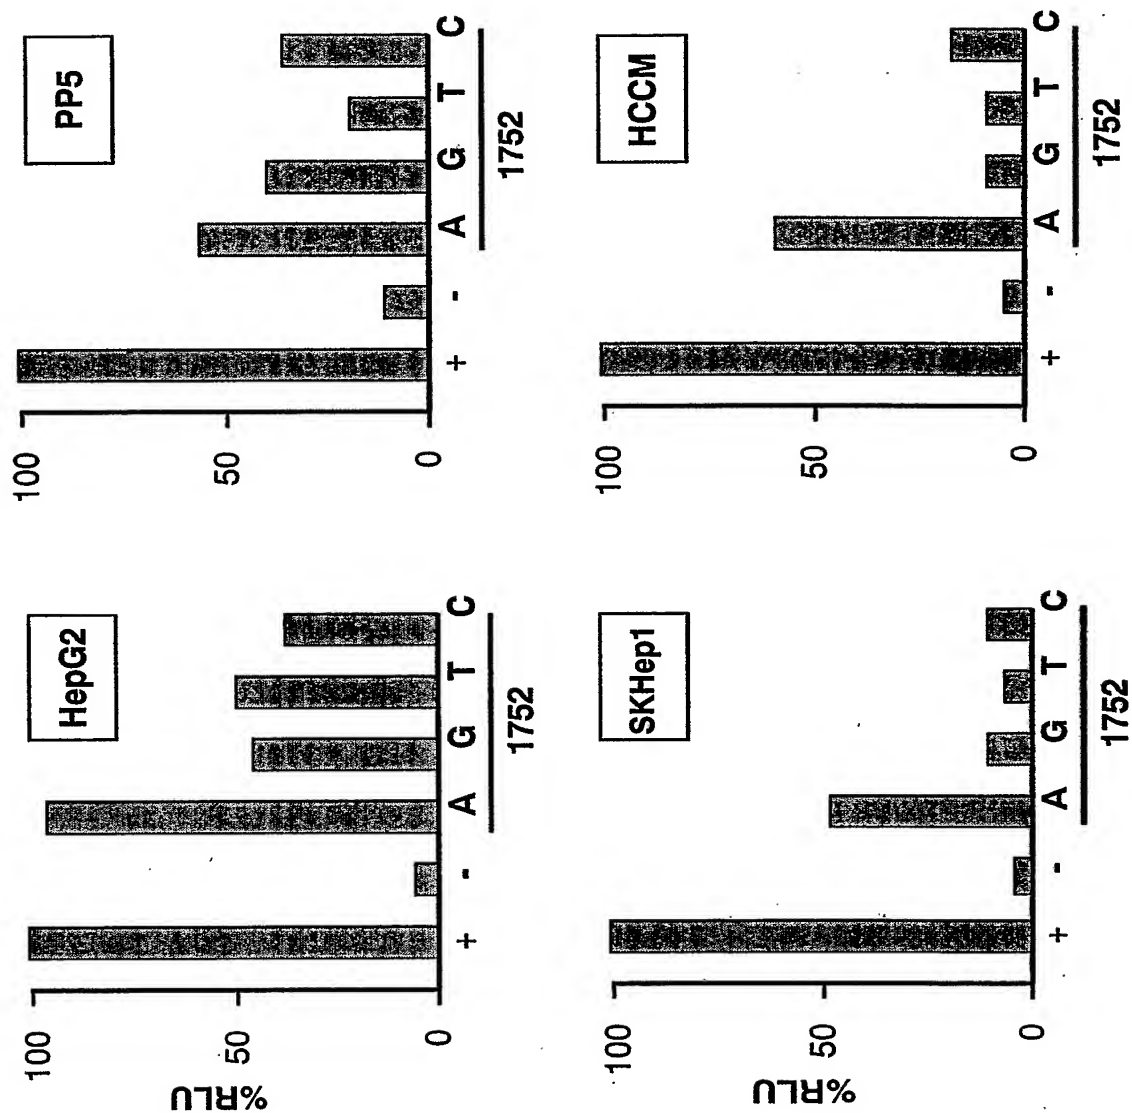 HepG2
%RLU
100
50
0
+ - A G T C
1752
PP5
100
50
0
+ - A G T C
1752
SKHep1
%RLU
100
50
0
+ - A G T C
1752
HCCM
100
50
0
+ - A G T C
1752